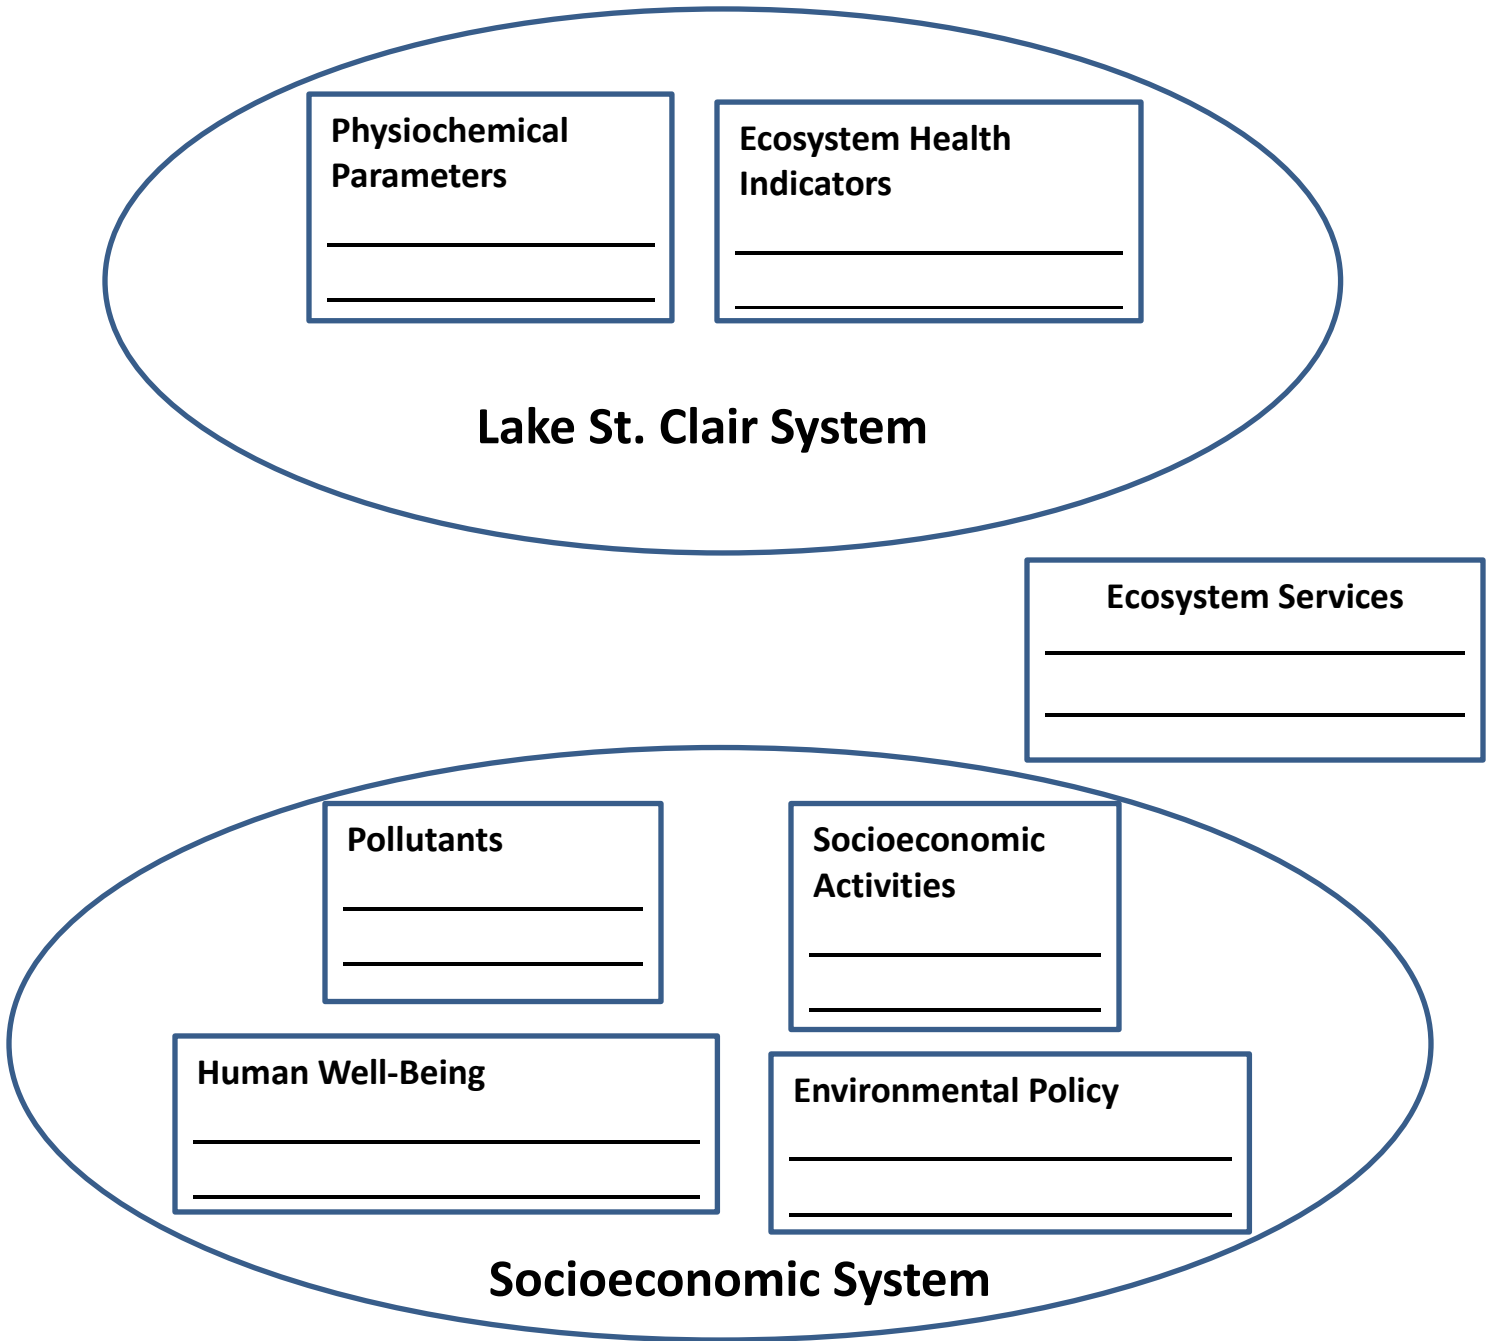 Physiochemical
Parameters
Ecosystem Health
Indicators
Lake St. Clair System
Ecosystem Services
Pollutants
Socioeconomic
Activities
Human Well-Being
Environmental Policy
Socioeconomic System